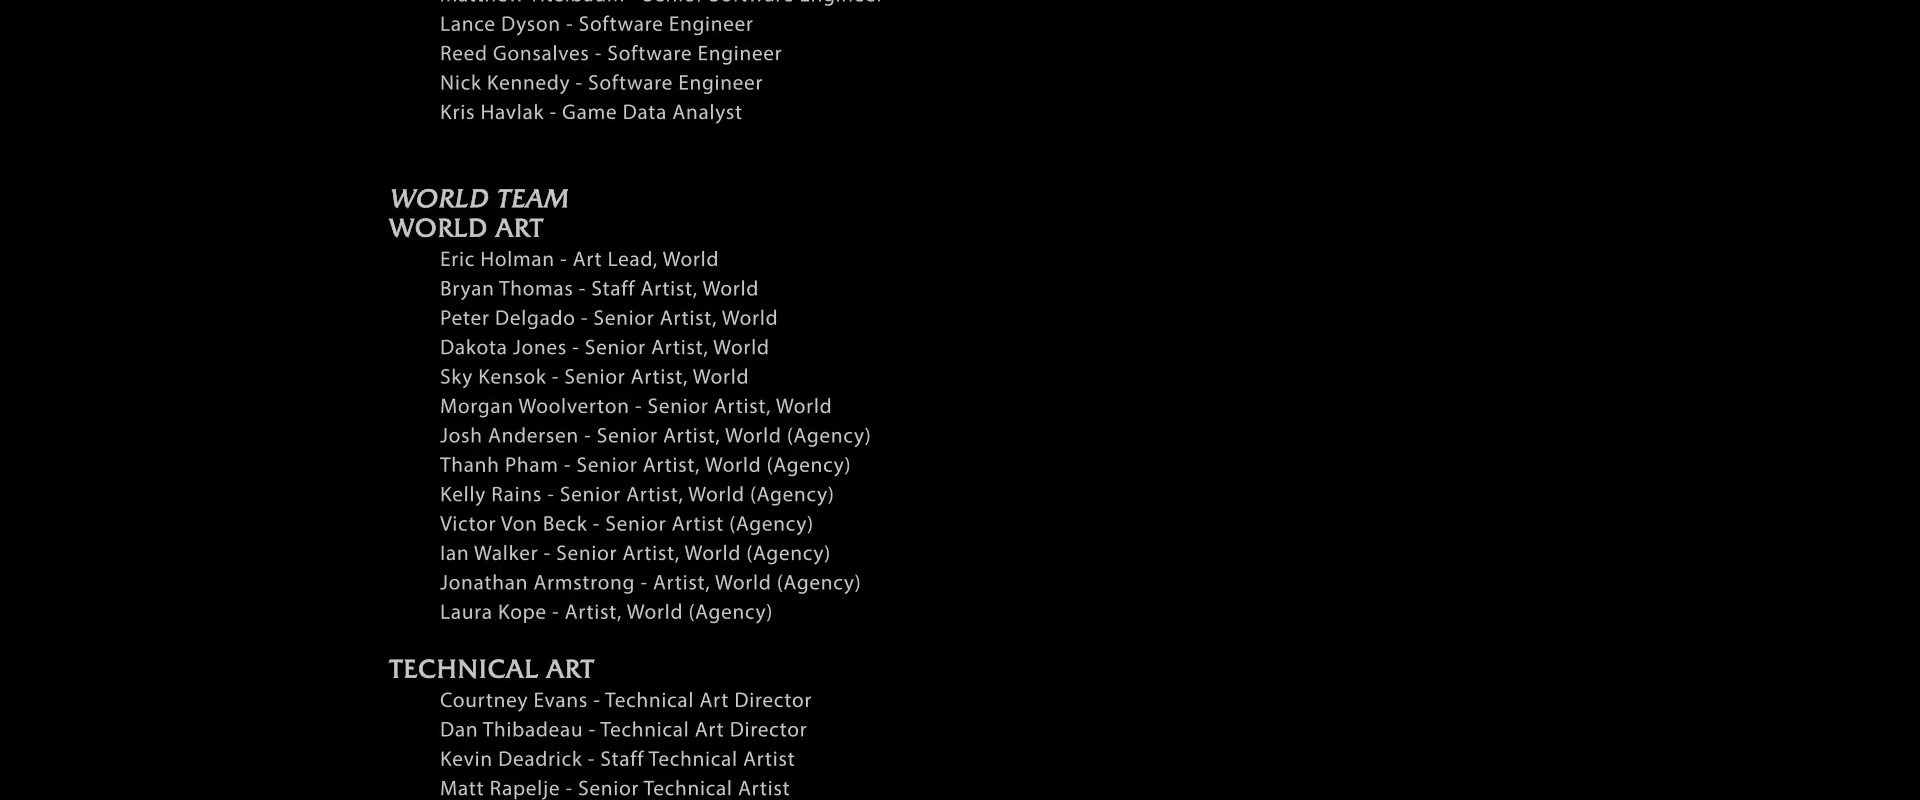 Lance Dyson - Software Engineer
Reed Gonsalves - Software Engineer
Nick Kennedy - Software Engineer
Kris Havlak - Game Data Analyst
WORLD TEAM
WORLD ART
Eric Holman - Art Lead, World
Bryan Thomas - Staff Artist, World
Peter Delgado - Senior Artist, World
Dakota Jones - Senior Artist, World
Sky Kensok - Senior Artist, World
Morgan Woolverton - Senior Artist, World
Josh Andersen - Senior Artist, World (Agency)
Thanh Pham - Senior Artist, World (Agency)
Kelly Rains - Senior Artist, World (Agency)
Victor Von Beck - Senior Artist (Agency)
Ian Walker - Senior Artist, World (Agency)
Jonathan Armstrong - Artist, World (Agency)
Laura Kope - Artist, World (Agency)
TECHNICAL ART
Courtney Evans - Technical Art Director
Dan Thibadeau - Technical Art Director
Kevin Deadrick - Staff Technical Artist
Matt Rapelje - Senior Technical Artist